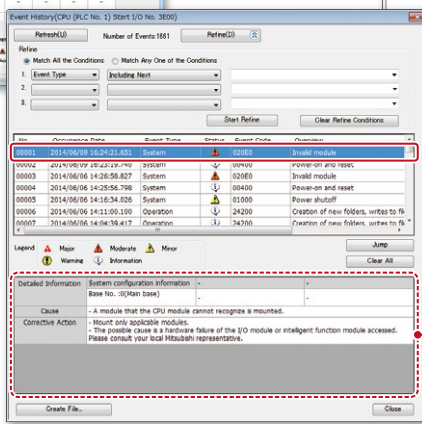 Event History(CPU (PLC No. 1) Start I/O No. 3E00)
Refresh(U) Number of Events:1661 Refine(D)
Refine
Match All the Conditions Match Any One of the Conditions
1. Event Type Including Next
2.
3.
Start Refine Clear Refine Conditions
No. Occurrence Date Event Type Status Event Code Overview
00001 2014/06/09 16:24:21.651 System 020E0 Invalid module
00002 2014/06/09 16:23:19.740 System 00400 Power-on and reset
00003 2014/06/06 14:26:58.827 System 020E0 Invalid module
00004 2014/06/06 14:25:56.798 System 00400 Power-on and reset
00005 2014/06/06 14:16:34.026 System 01000 Power shutoff
00006 2014/06/06 14:11:00.100 Operation 24200 Creation of new folders, writes to fil
00007 2014/06/06 14:04:39.417 Operation 24200 Creation of new folders, writes to fil
Legend Major Moderate Minor
Warning Information
Jump
Clear All
Detailed Information System configuration information - -
Base No. :0(Main base) - -
Cause - A module that the CPU module cannot recognize is mounted.
Corrective Action - Mount only applicable modules.
- The possible cause is a hardware failure of the I/O module or intelligent function module accessed.
Please consult your local Mitsubishi representative.
Create File... Close